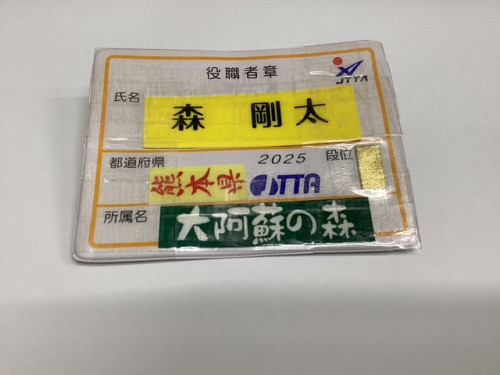 役職者章
JTTA
氏名
森 剛太
都道府県 2025 段位
熊本県 JTTA
所属名 大阿蘇の森